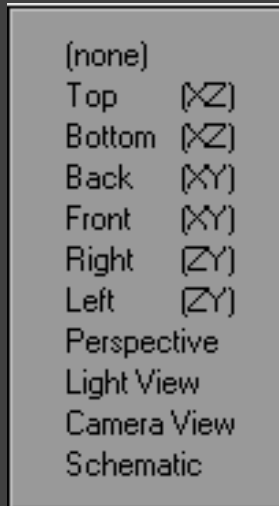 (none)
Top (XZ)
Bottom (XZ)
Back (XY)
Front (XY)
Right (ZY)
Left (ZY)
Perspective
Light View
Camera View
Schematic